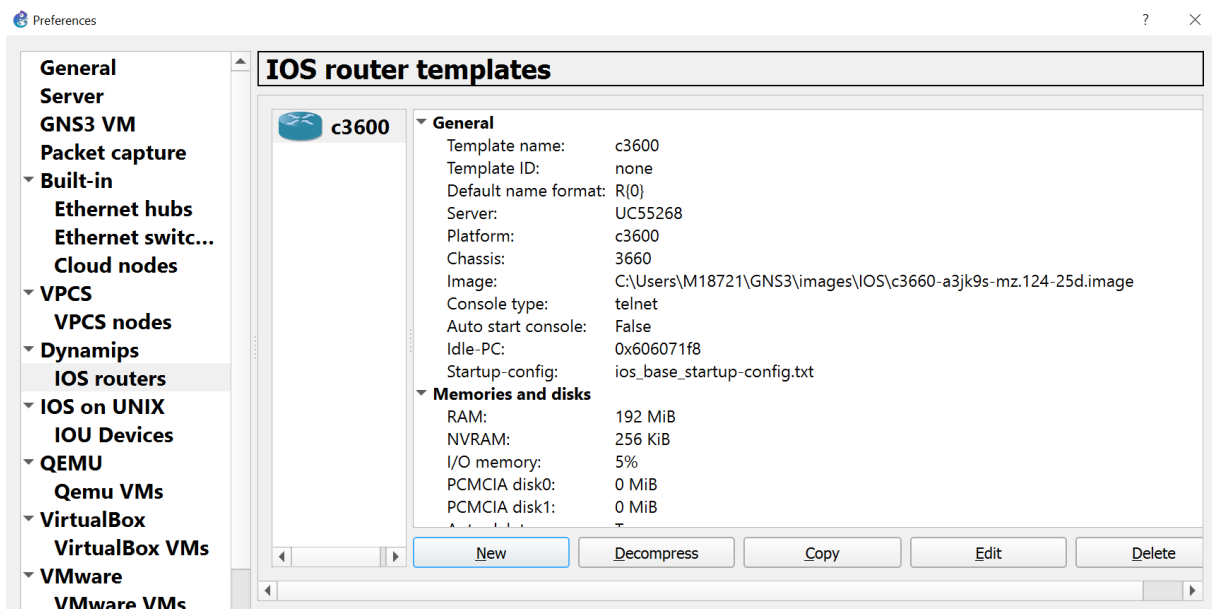 Preferences
?
General
Server
GNS3 VM
Packet capture
Built-in
Ethernet hubs
Ethernet switc...
Cloud nodes
VPCS
VPCS nodes
Dynamips
IOS routers
IOS on UNIX
IOU Devices
QEMU
Qemu VMs
VirtualBox
VirtualBox VMs
VMware
VMware VMs
IOS router templates
c3600
General
Template name: c3600
Template ID: none
Default name format: R{0}
Server: UC55268
Platform: c3600
Chassis: 3660
Image: C:\Users\M18721\GNS3\images\IOS\c3660-a3jk9s-mz.124-25d.image
Console type: telnet
Auto start console: False
Idle-PC: 0x606071f8
Startup-config: ios_base_startup-config.txt
Memories and disks
RAM: 192 MiB
NVRAM: 256 KiB
I/O memory: 5%
PCMCIA disk0: 0 MiB
PCMCIA disk1: 0 MiB
New Decompress Copy Edit Delete